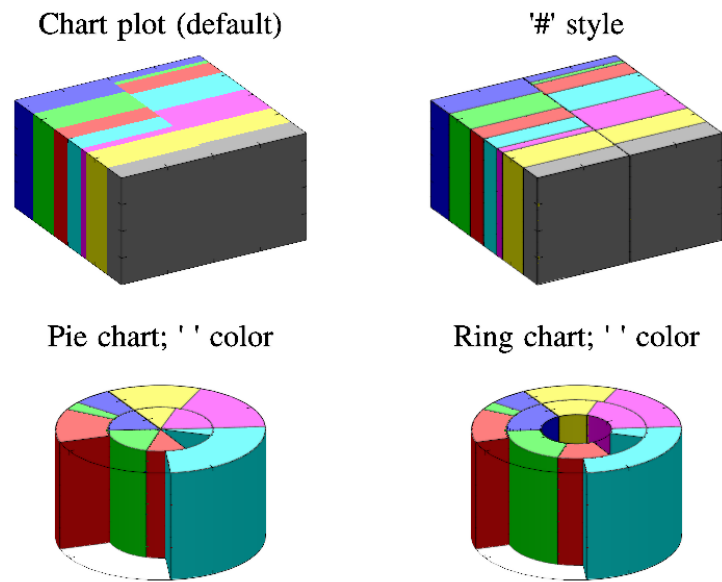 Chart plot (default)
'#' style
Pie chart; ' ' color
Ring chart; ' ' color